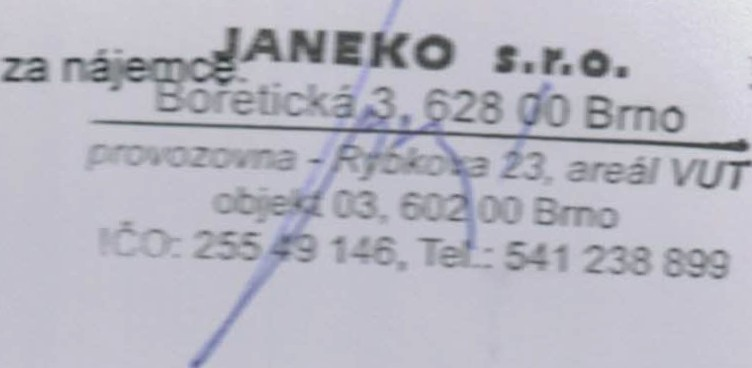 JANEKO s.r.o.
za nájemce:
Bořetická 3, 628 00 Brno
provozovna - Rybkova 23, areál VUT
objekt 03, 602 00 Brno
IČO: 255 49 146, Tel.: 541 238 899